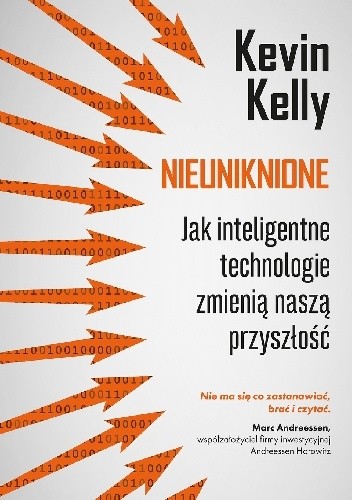 Kevin
Kelly
NIEUNIKNIONE
Jak inteligentne
technologie
zmienią naszą
przyszłość
Nie ma się co zastanawiać,
brać i czytać.
Marc Andreessen,
współzałożyciel firmy inwestycyjnej
Andreessen Horowitz